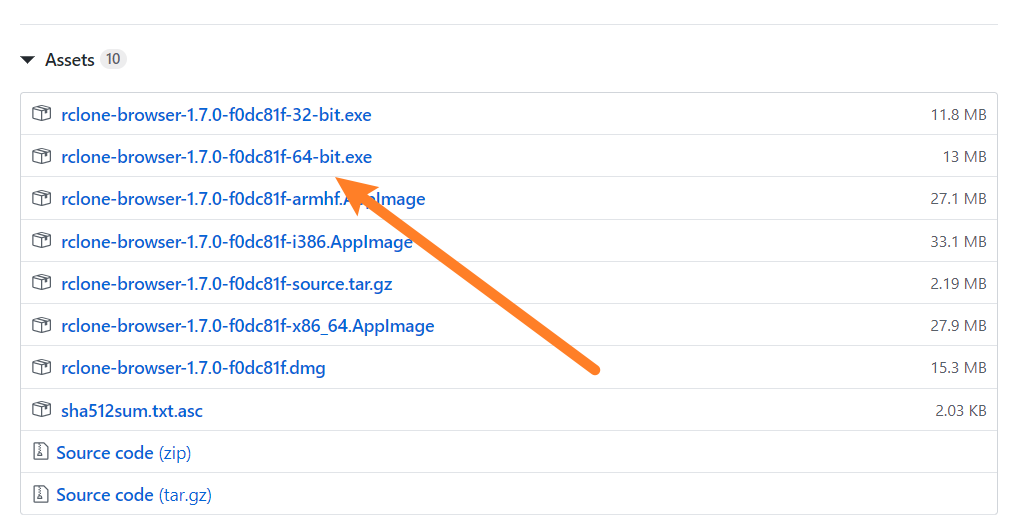 Assets 10
rclone-browser-1.7.0-f0dc81f-32-bit.exe 11.8 MB
rclone-browser-1.7.0-f0dc81f-64-bit.exe 13 MB
rclone-browser-1.7.0-f0dc81f-armhf.AppImage 27.1 MB
rclone-browser-1.7.0-f0dc81f-i386.AppImage 33.1 MB
rclone-browser-1.7.0-f0dc81f-source.tar.gz 2.19 MB
rclone-browser-1.7.0-f0dc81f-x86_64.AppImage 27.9 MB
rclone-browser-1.7.0-f0dc81f.dmg 15.3 MB
sha512sum.txt.asc 2.03 KB
Source code (zip)
Source code (tar.gz)